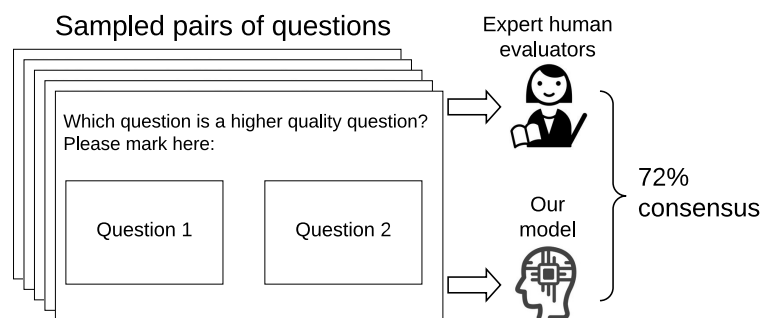 Sampled pairs of questions
Which question is a higher quality question?
Please mark here:
Question 1
Question 2
Expert human
evaluators
Our
model
72%
consensus